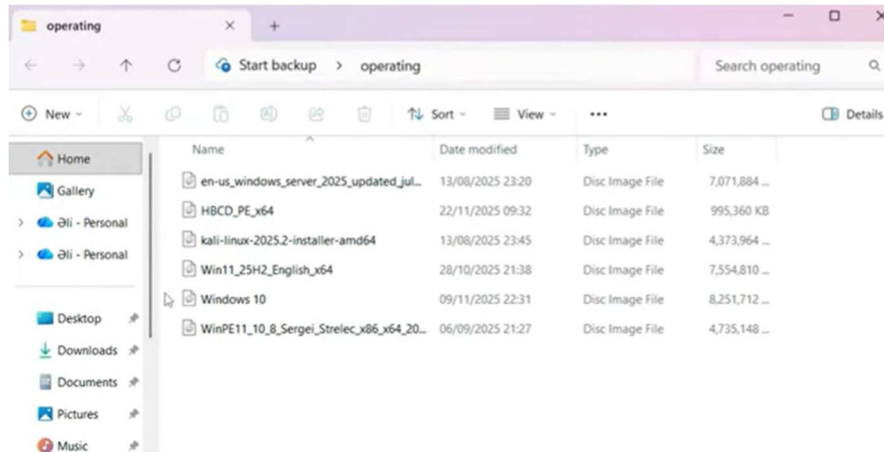 operating
Start backup > operating
Search operating
New
Sort
View
Details
Home
Gallery
Əli - Personal
Əli - Personal
Desktop
Downloads
Documents
Pictures
Music
Name Date modified Type Size
en-us_windows_server_2025_updated_jul... 13/08/2025 23:20 Disc Image File 7,071,884 ...
HBCD_PE_x64 22/11/2025 09:32 Disc Image File 995,360 KB
kali-linux-2025.2-installer-amd64 13/08/2025 23:45 Disc Image File 4,373,964 ...
Win11_25H2_English_x64 28/10/2025 21:38 Disc Image File 7,554,810 ...
Windows 10 09/11/2025 22:31 Disc Image File 8,251,712 ...
WinPE11_10_8_Sergei_Strelec_x86_x64_20... 06/09/2025 21:27 Disc Image File 4,735,148 ...